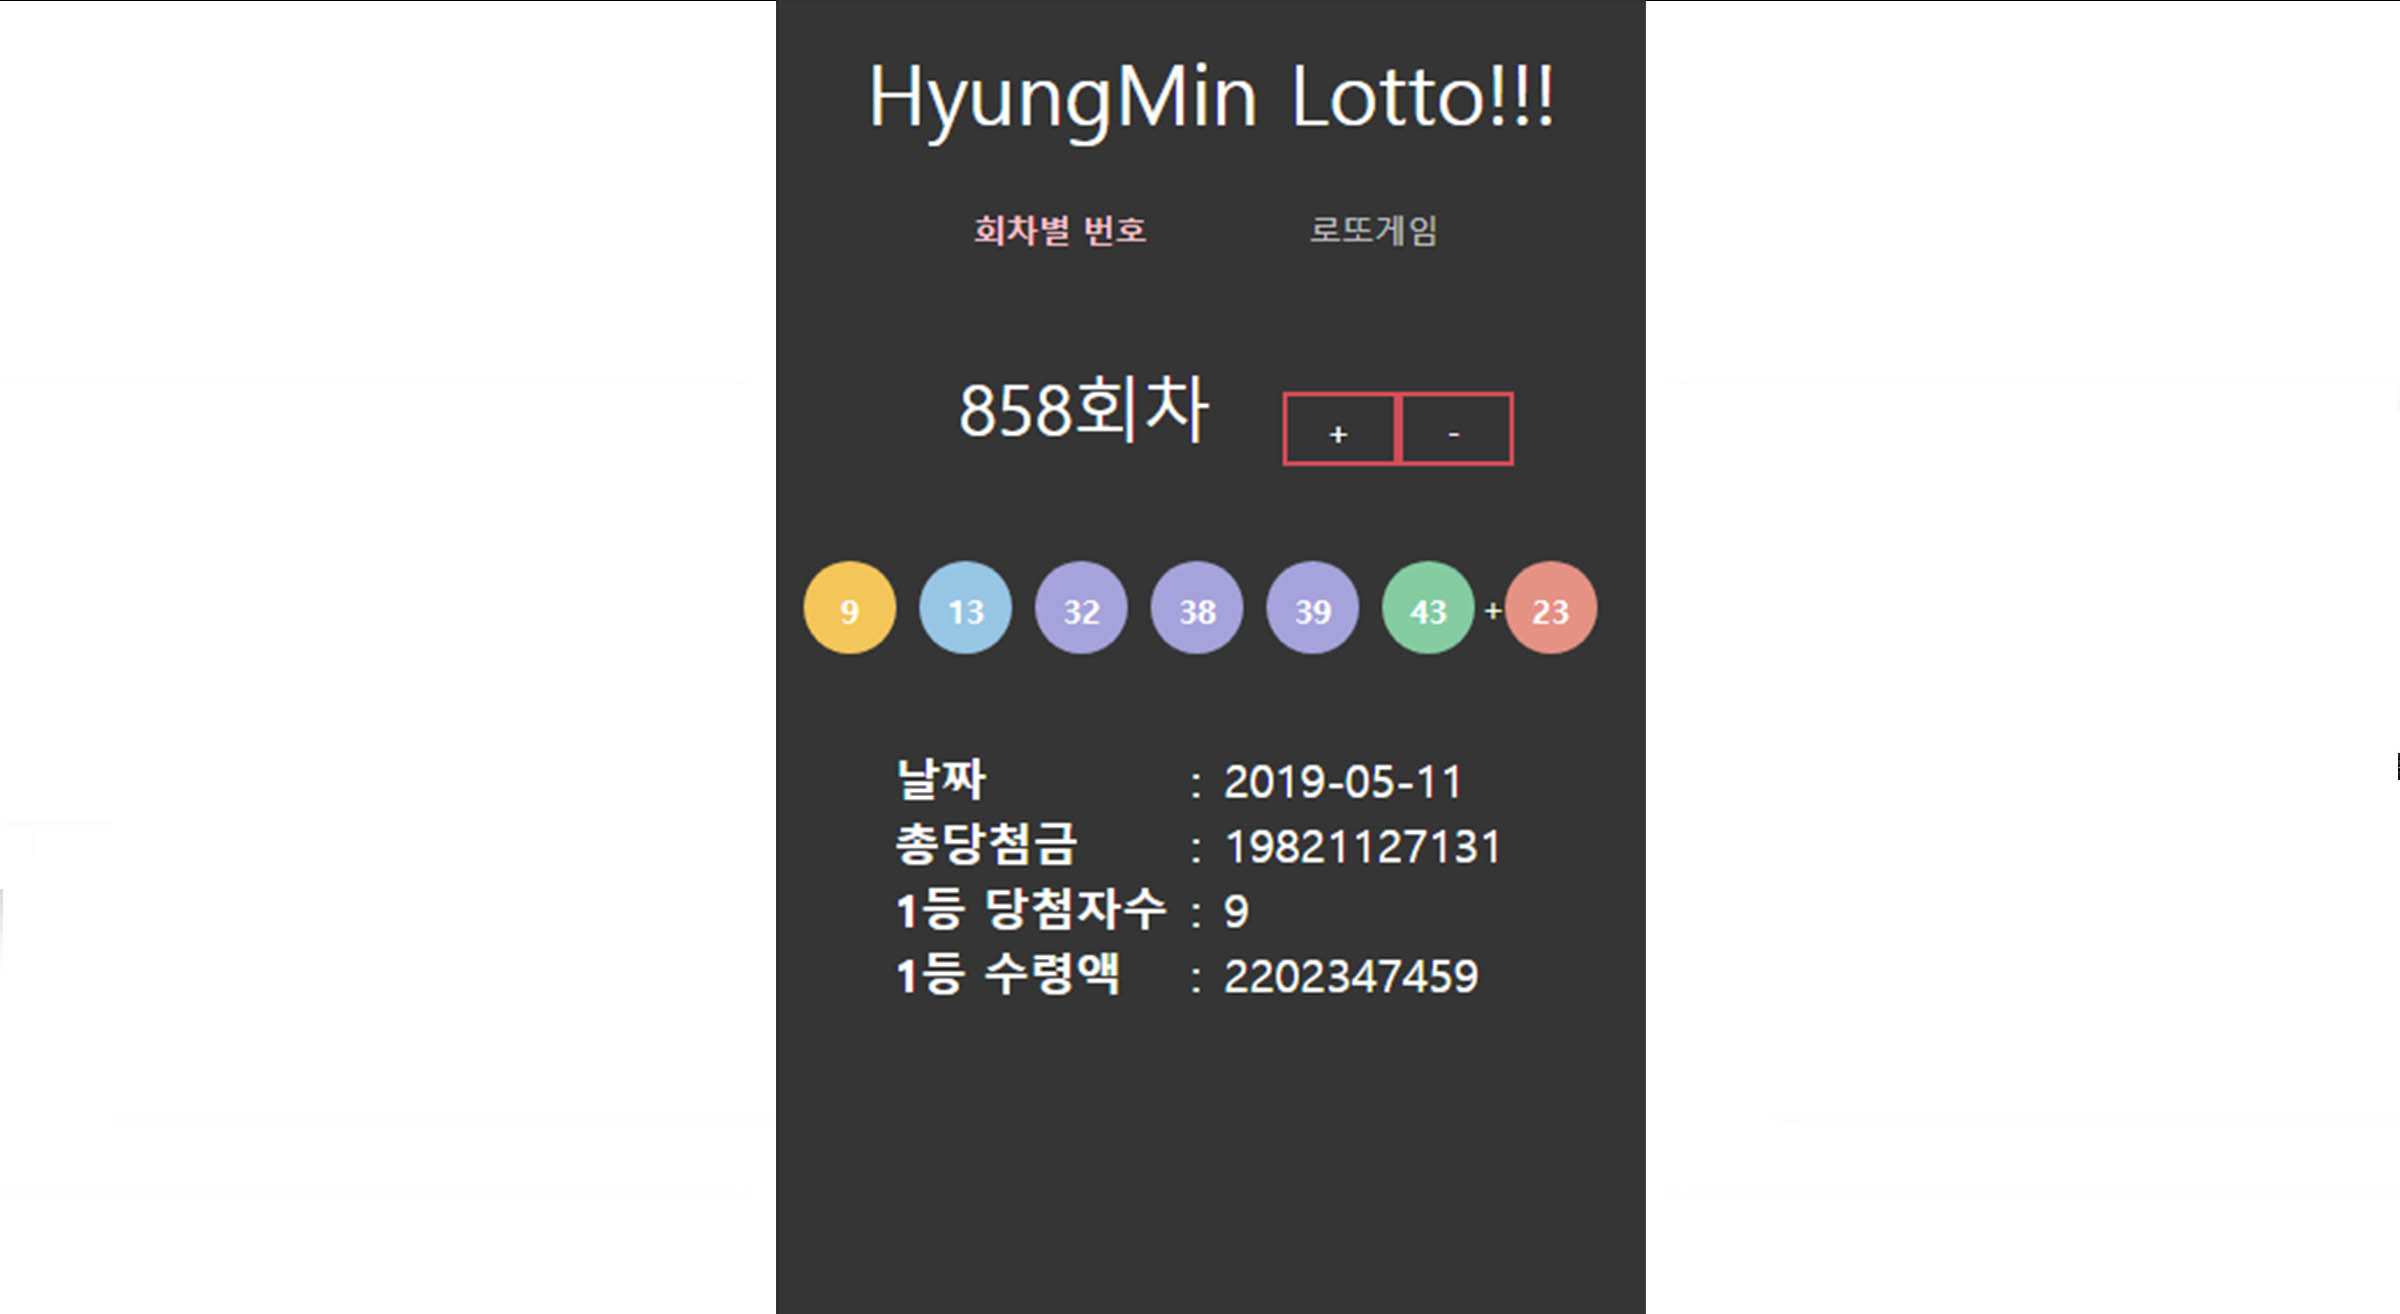 HyungMin Lotto!!!
회차별 번호 로또게임
858회차 + -
9 13 32 38 39 43 + 23
날짜 : 2019-05-11
총당첨금 : 19821127131
1등 당첨자수 : 9
1등 수령액 : 2202347459